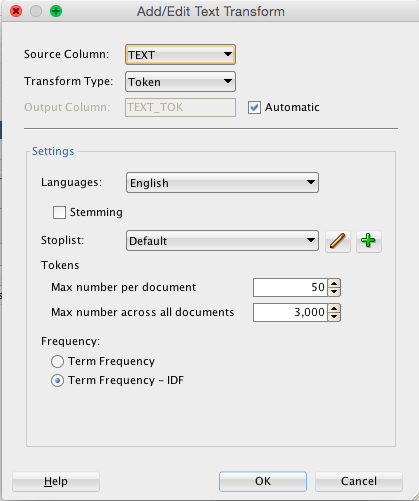 Add/Edit Text Transform
Source Column: TEXT
Transform Type: Token
Output Column: TEXT_TOK Automatic
Settings
Languages: English
Stemming
Stoplist: Default
Tokens
Max number per document 50
Max number across all documents 3,000
Frequency:
Term Frequency
Term Frequency - IDF
Help OK Cancel